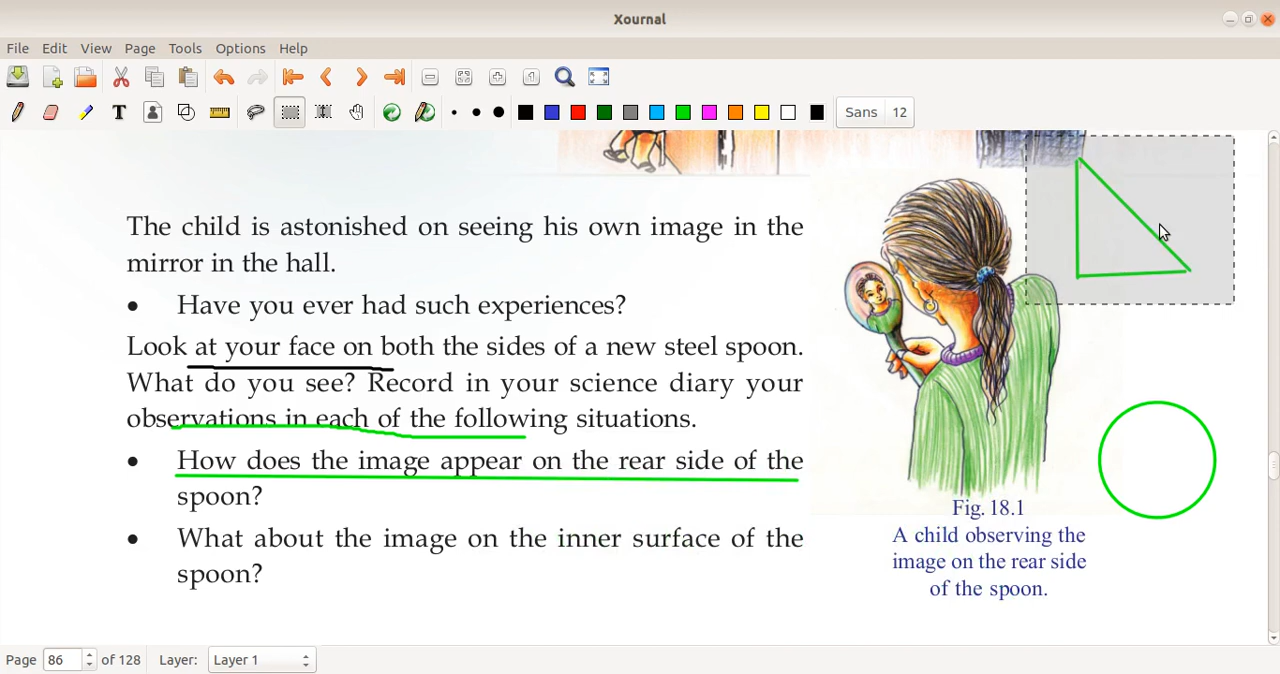 Xournal
File Edit View Page Tools Options Help
T Sans 12
The child is astonished on seeing his own image in the
mirror in the hall.
• Have you ever had such experiences?
Look at your face on both the sides of a new steel spoon.
What do you see? Record in your science diary your
observations in each of the following situations.
• How does the image appear on the rear side of the
spoon?
• What about the image on the inner surface of the
spoon?
Fig. 18.1
A child observing the
image on the rear side
of the spoon.
Page 86 of 128 Layer: Layer 1